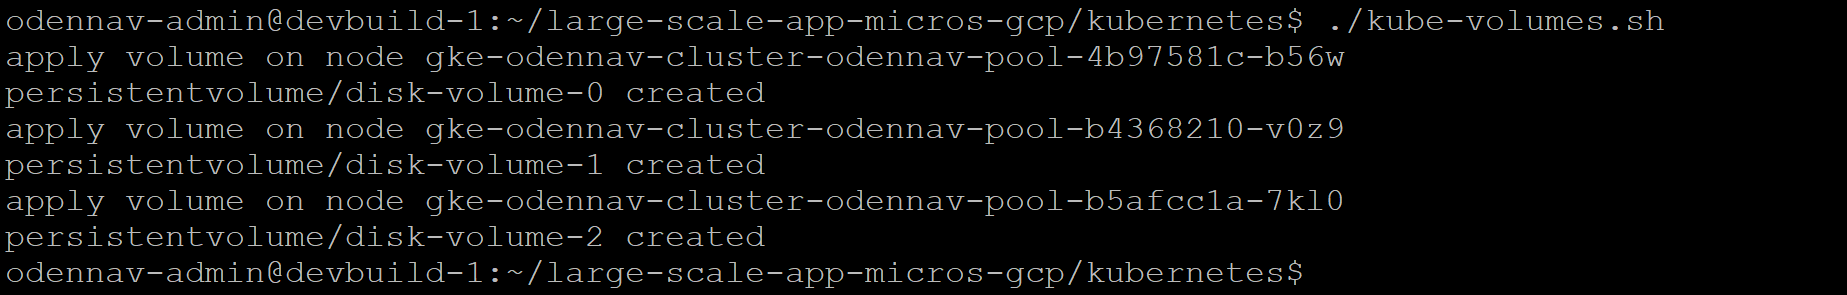 odennav-admin@devbuild-1:~/large-scale-app-micros-gcp/kubernetes$ ./kube-volumes.sh
apply volume on node gke-odennav-cluster-odennav-pool-4b97581c-b56w
persistentvolume/disk-volume-0 created
apply volume on node gke-odennav-cluster-odennav-pool-b4368210-v0z9
persistentvolume/disk-volume-1 created
apply volume on node gke-odennav-cluster-odennav-pool-b5afcc1a-7kl0
persistentvolume/disk-volume-2 created
odennav-admin@devbuild-1:~/large-scale-app-micros-gcp/kubernetes$